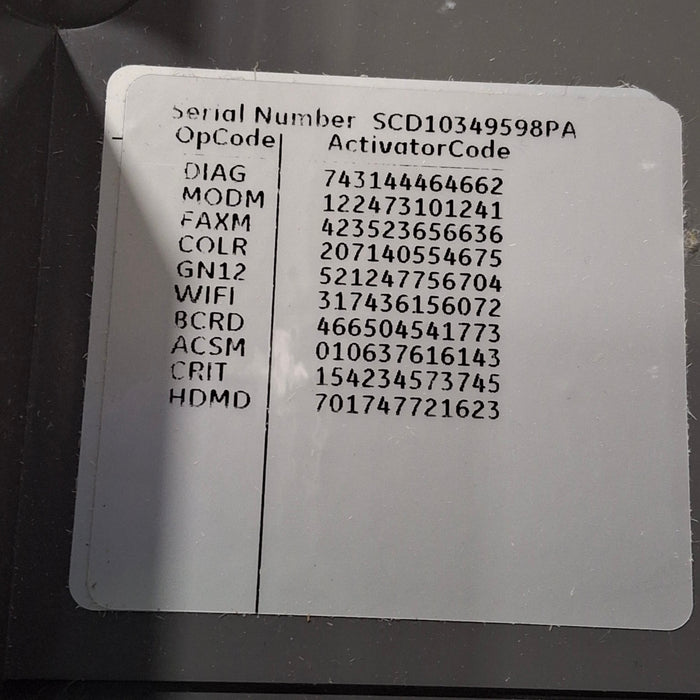 Serial Number SCD10349598PA
OpCode ActivatorCode
DIAG 743144464662
MODM 122473101241
FAXM 423523656636
COLR 207140554675
GN12 521247756704
WIFI 317436156072
BCRD 466504541773
ACSM 010637616143
CRIT 154234573745
HDMD 701747721623